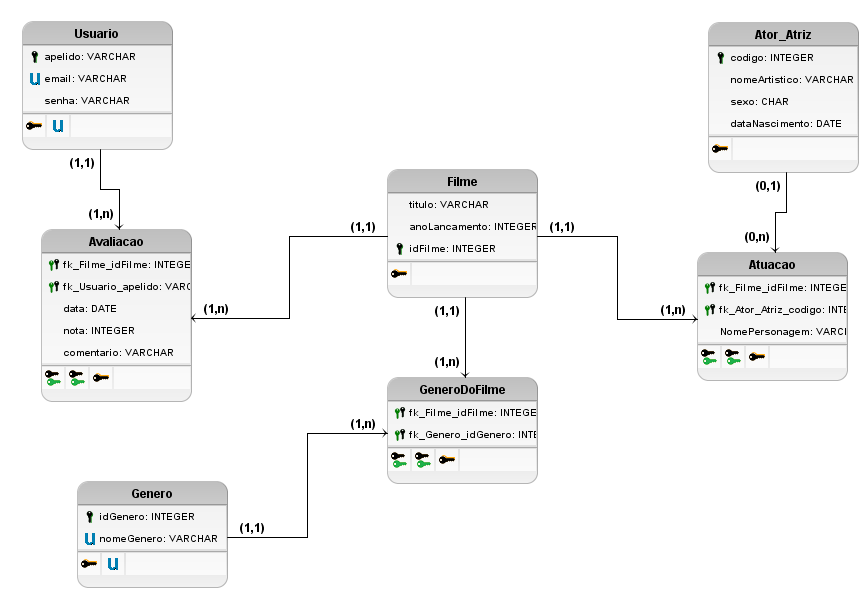 Usuario
apelido: VARCHAR
email: VARCHAR
senha: VARCHAR
(1,1)
(1,n)
Ator_Atriz
codigo: INTEGER
nomeArtistico: VARCHAR
sexo: CHAR
dataNascimento: DATE
(0,1)
(0,n)
Filme
titulo: VARCHAR
anoLancamento: INTEGER
idFilme: INTEGER
(1,1)
(1,1)
(1,1)
Avaliacao
fk_Filme_idFilme: INTEGE
fk_Usuario_apelido: VARC
data: DATE
nota: INTEGER
comentario: VARCHAR
(1,n)
Atuacao
fk_Filme_idFilme: INTEGE
fk_Ator_Atriz_codigo: INTE
NomePersonagem: VARCI
(1,n)
(1,n)
GeneroDoFilme
fk_Filme_idFilme: INTEGE
fk_Genero_idGenero: INTE
(1,n)
Genero
idGenero: INTEGER
nomeGenero: VARCHAR
(1,1)